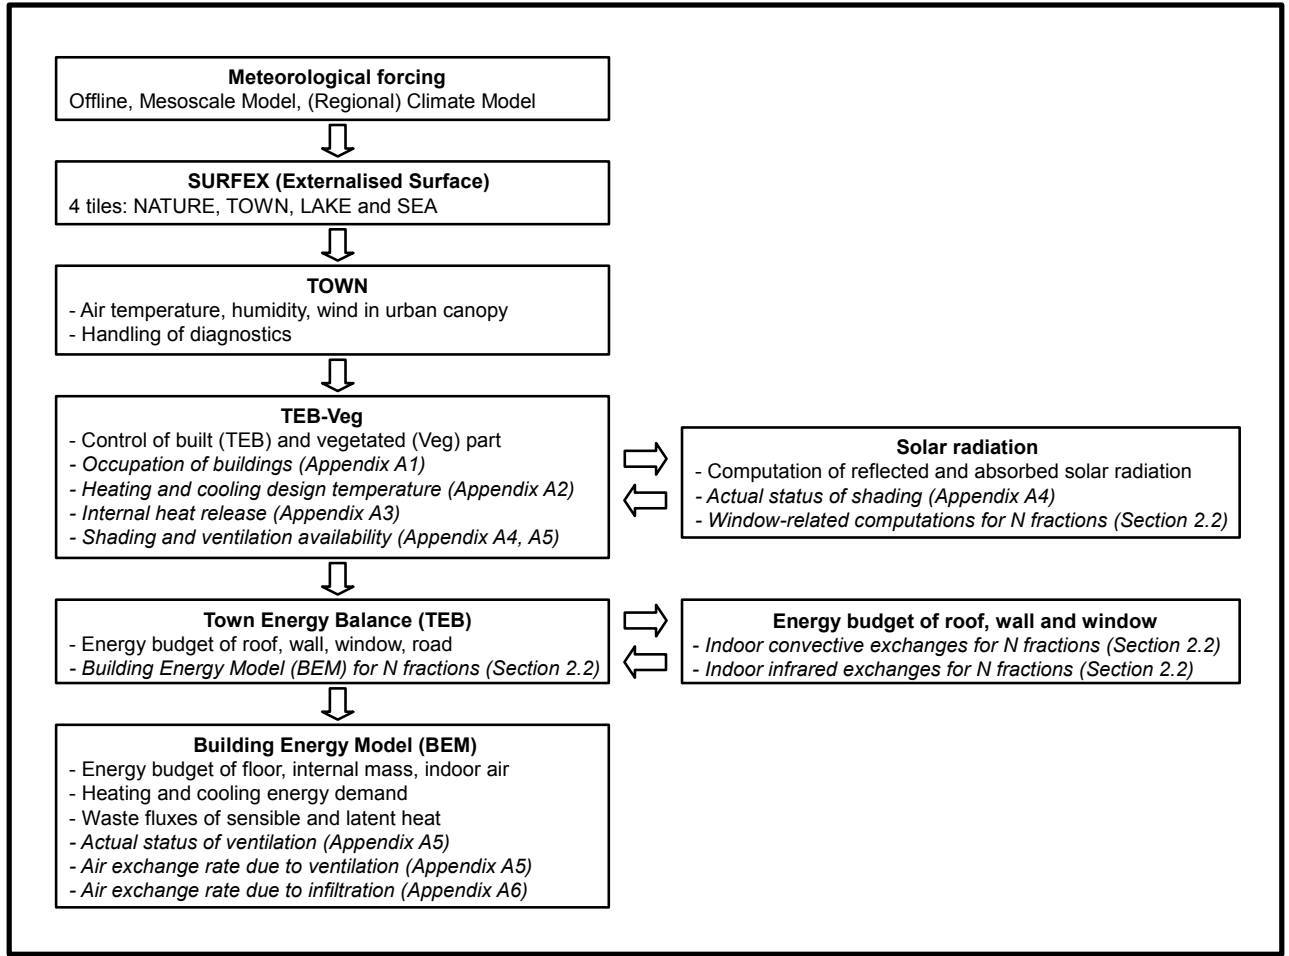 Meteorological forcing
Offline, Mesoscale Model, (Regional) Climate Model
SURFEX (Externalised Surface)
4 tiles: NATURE, TOWN, LAKE and SEA
TOWN
- Air temperature, humidity, wind in urban canopy
- Handling of diagnostics
TEB-Veg
- Control of built (TEB) and vegetated (Veg) part
- Occupation of buildings (Appendix A1)
- Heating and cooling design temperature (Appendix A2)
- Internal heat release (Appendix A3)
- Shading and ventilation availability (Appendix A4, A5)
Solar radiation
- Computation of reflected and absorbed solar radiation
- Actual status of shading (Appendix A4)
- Window-related computations for N fractions (Section 2.2)
Town Energy Balance (TEB)
- Energy budget of roof, wall, window, road
- Building Energy Model (BEM) for N fractions (Section 2.2)
Energy budget of roof, wall and window
- Indoor convective exchanges for N fractions (Section 2.2)
- Indoor infrared exchanges for N fractions (Section 2.2)
Building Energy Model (BEM)
- Energy budget of floor, internal mass, indoor air
- Heating and cooling energy demand
- Waste fluxes of sensible and latent heat
- Actual status of ventilation (Appendix A5)
- Air exchange rate due to ventilation (Appendix A5)
- Air exchange rate due to infiltration (Appendix A6)